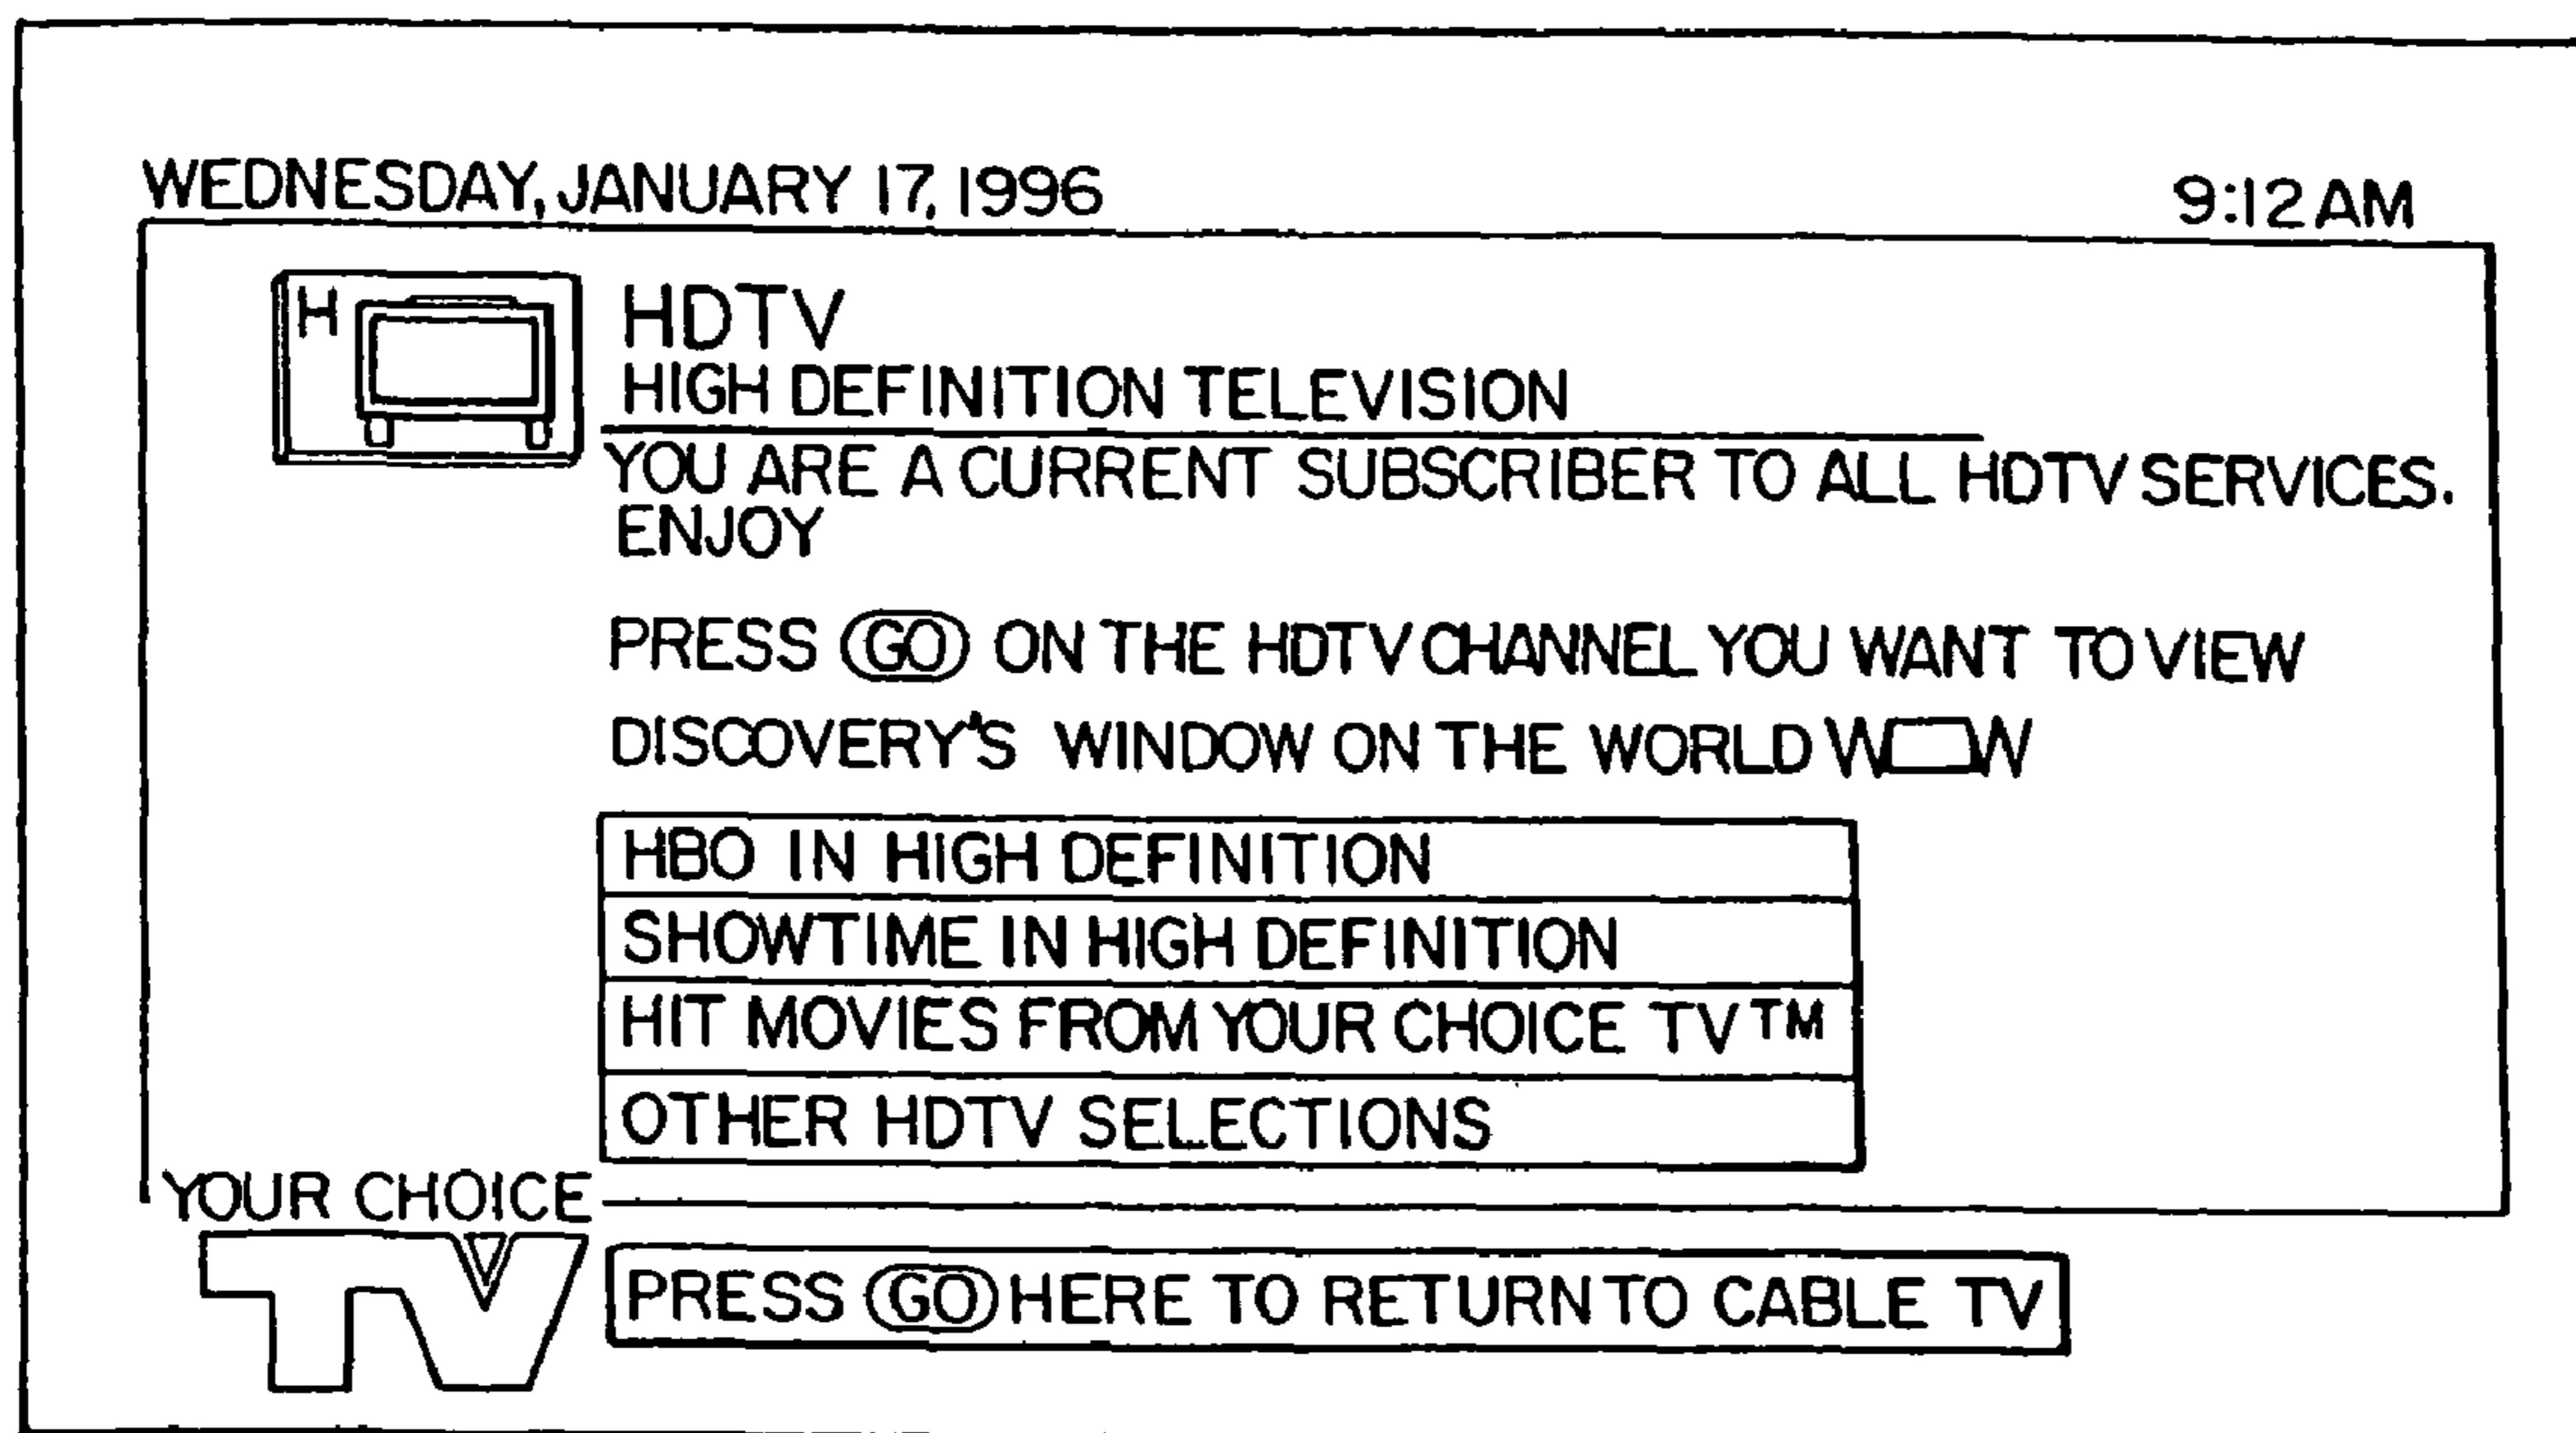 WEDNESDAY, JANUARY 17, 1996 9:12 AM
H
HDTV
HIGH DEFINITION TELEVISION
YOU ARE A CURRENT SUBSCRIBER TO ALL HDTV SERVICES.
ENJOY
PRESS GO ON THE HDTV CHANNEL YOU WANT TO VIEW
DISCOVERY'S WINDOW ON THE WORLD WOW
HBO IN HIGH DEFINITION
SHOWTIME IN HIGH DEFINITION
HIT MOVIES FROM YOUR CHOICE TV™
OTHER HDTV SELECTIONS
YOUR CHOICE
TV
PRESS GO HERE TO RETURN TO CABLE TV